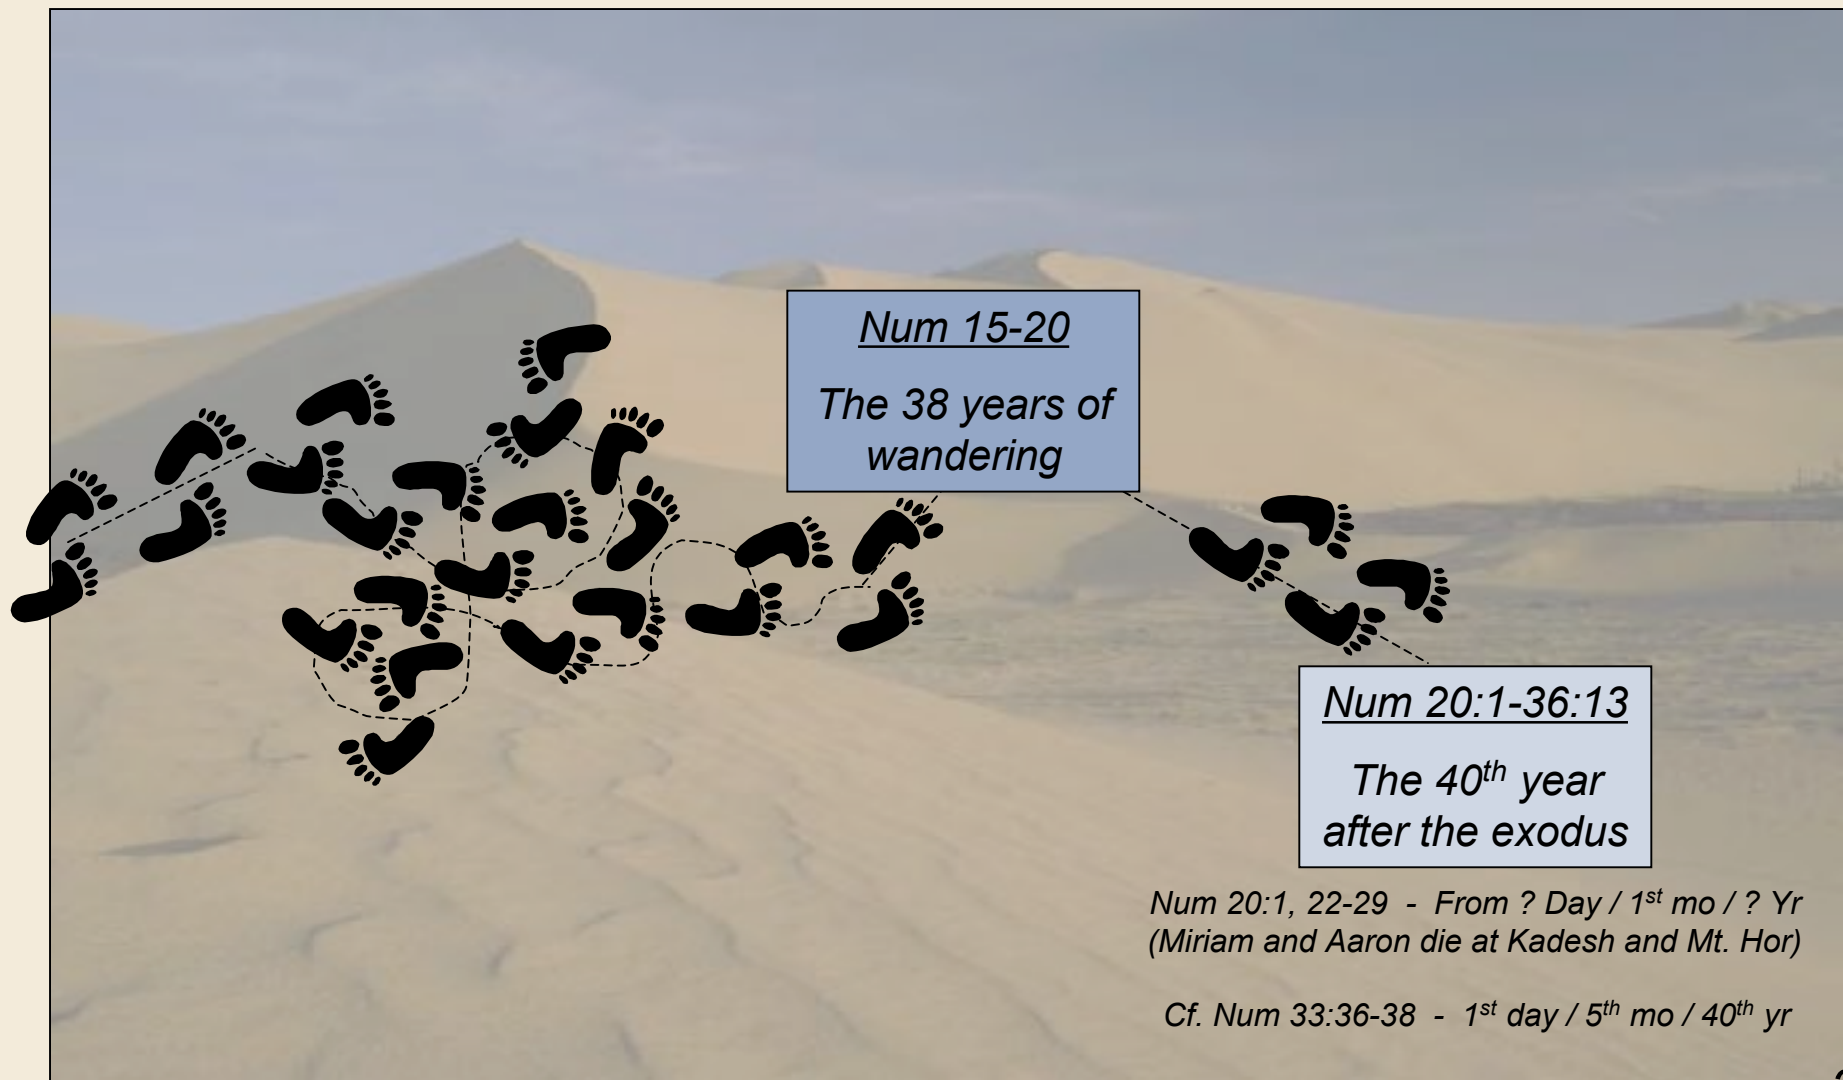 Num 15-20
The 38 years of
wandering
Num 20:1-36:13
The 40th year
after the exodus
Num 20:1, 22-29 - From ? Day / 1st mo / ? Yr
(Miriam and Aaron die at Kadesh and Mt. Hor)
Cf. Num 33:36-38 - 1st day / 5th mo / 40th yr